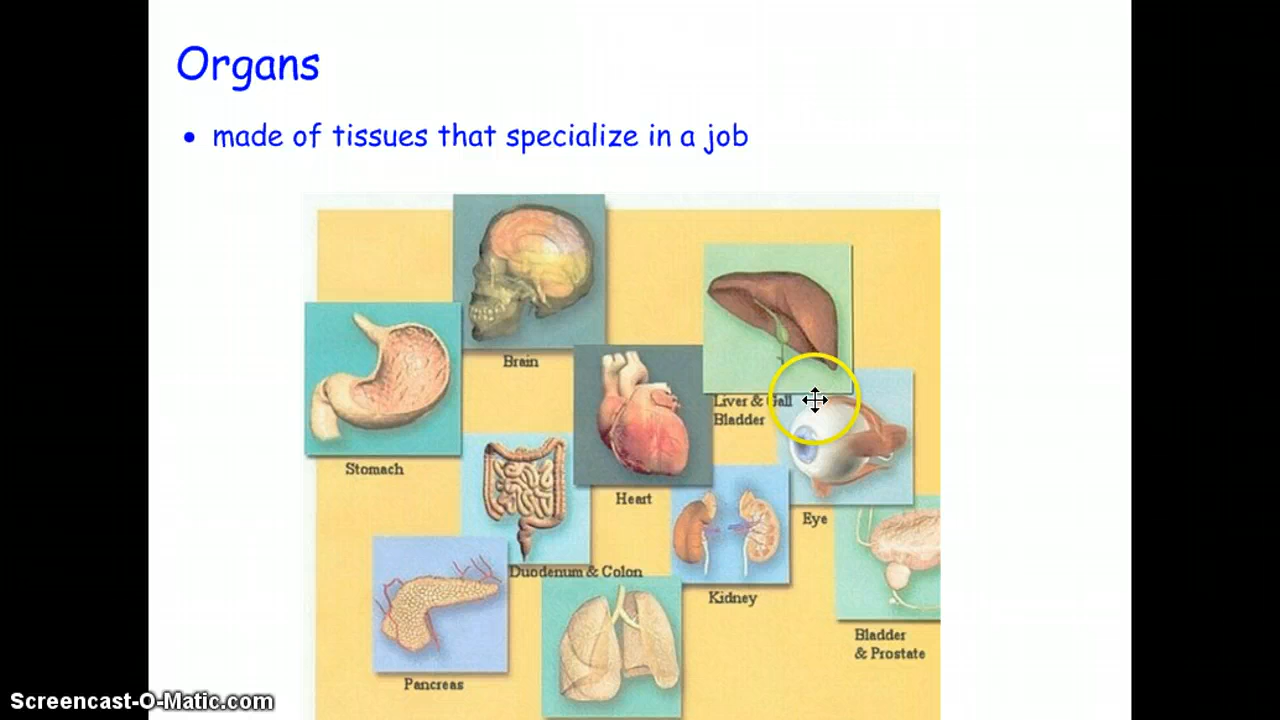 Organs
• made of tissues that specialize in a job
Brain
Liver & Gall
Bladder
Stomach
Heart
Eye
Duodenum & Colon
Kidney
Bladder
& Prostate
Pancreas
Screencast-O-Matic.com